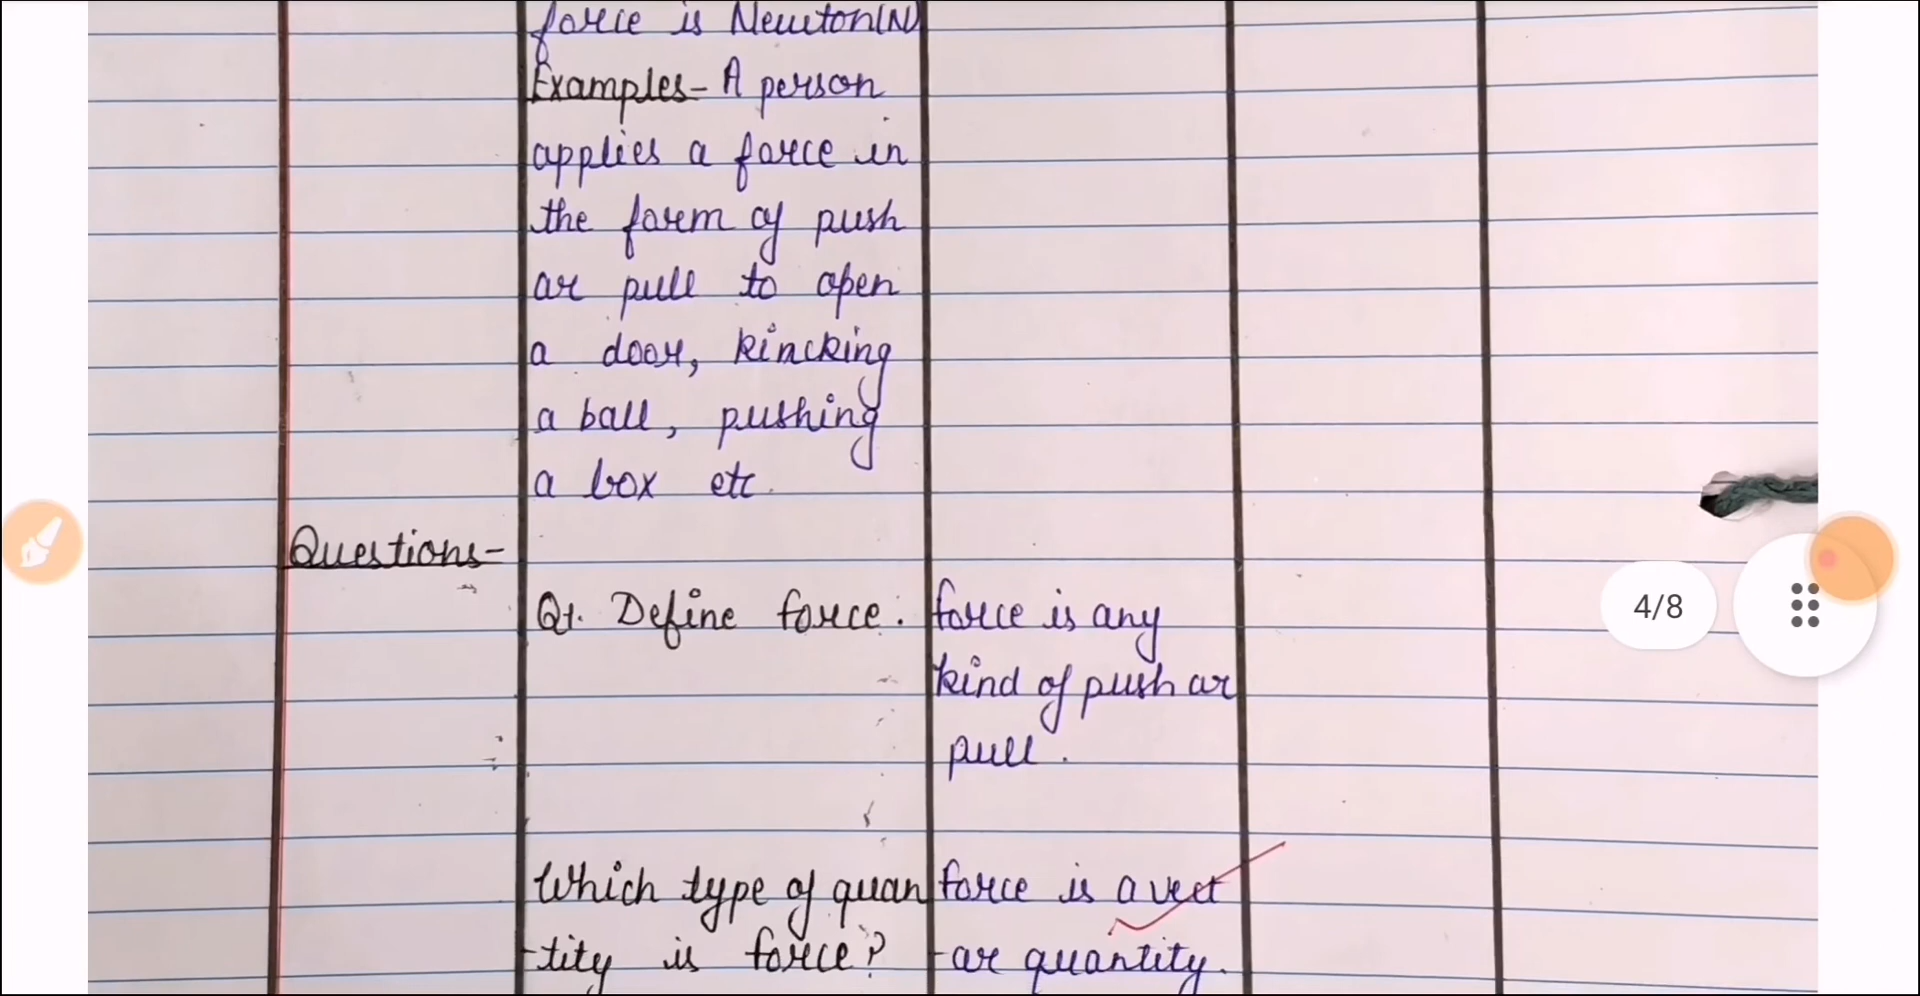 force is Newton(N)
Examples- A person
applies a force in
the form of push
or pull to open
a door, kincking
a ball, pushing
a box etc.
Questions-
Q1. Define force.
force is any
kind of push or
pull.
4/8
Which type of quan
-tity is force?
force is a vect
-or quantity.